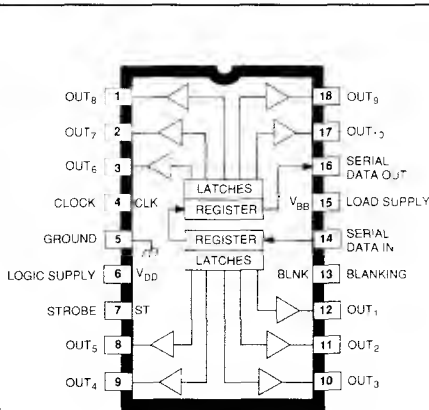 OUT8 1 18 OUT9
OUT7 2 17 OUT10
OUT6 3 16 SERIAL DATA OUT
LATCHES
CLOCK 4 CLK REGISTER VBB 15 LOAD SUPPLY
GROUND 5 REGISTER 14 SERIAL DATA IN
LATCHES
LOGIC SUPPLY 6 VDD BLNK 13 BLANKING
STROBE 7 ST 12 OUT1
OUT5 8 11 OUT2
OUT4 9 10 OUT3